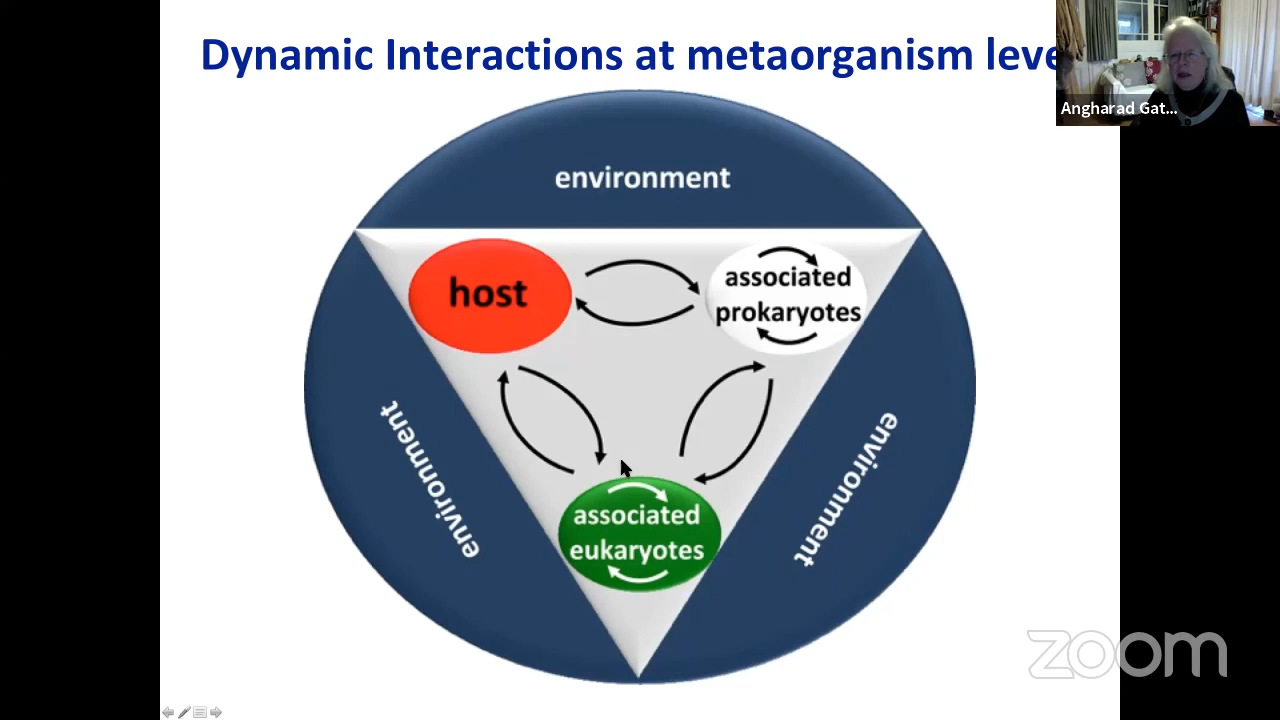 Dynamic Interactions at metaorganism leve
Angharad Gat...
environment
host
associated
prokaryotes
environment
environment
associated
eukaryotes
zoom